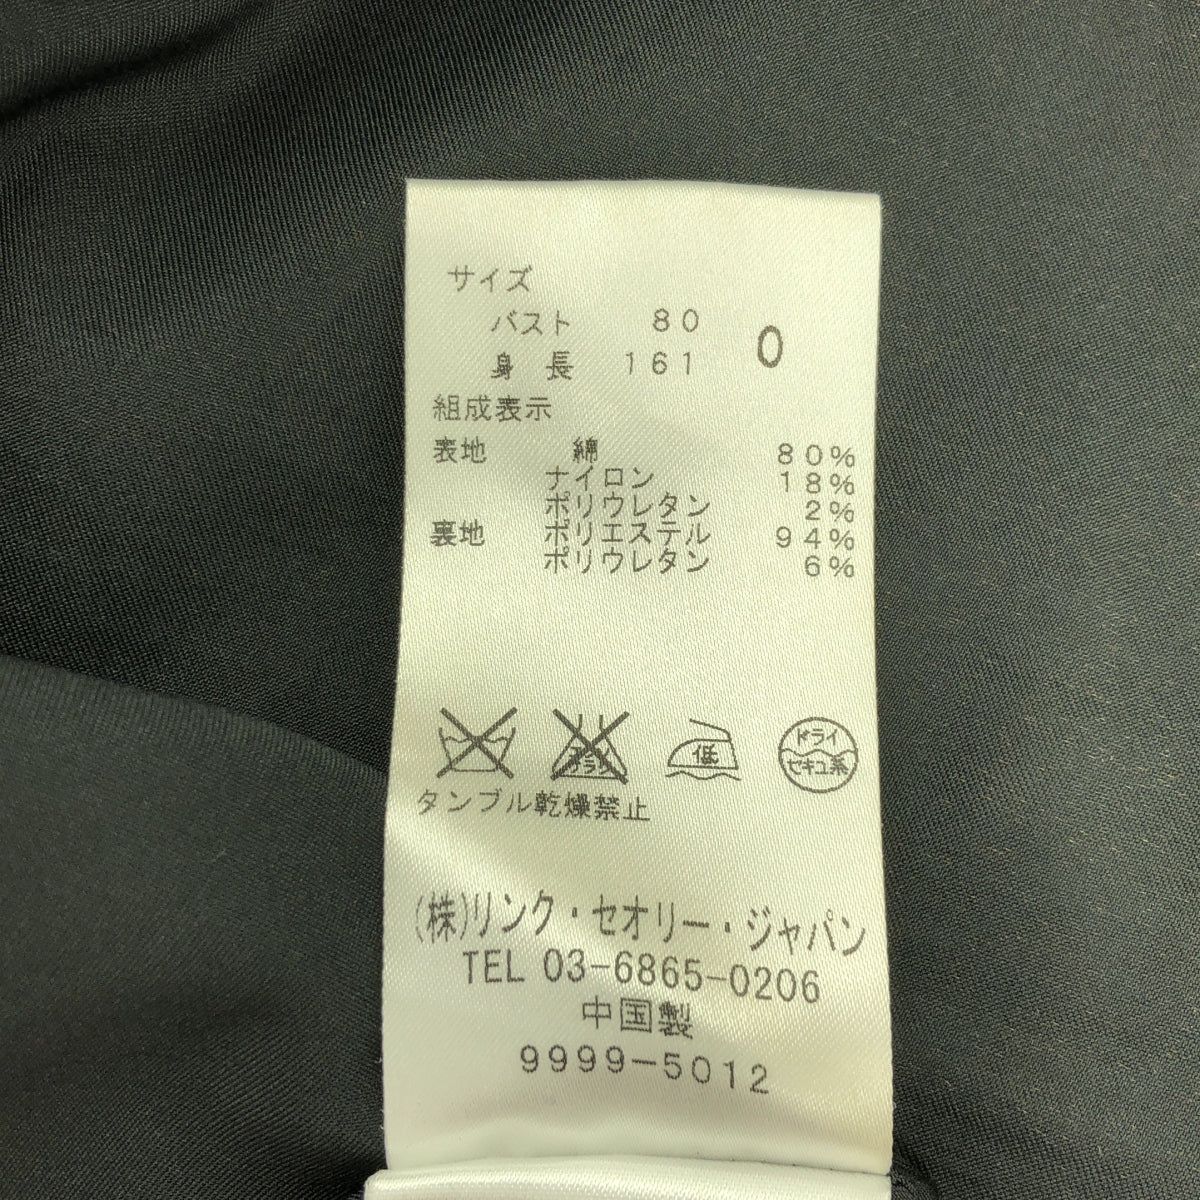 サイズ
バスト 80 0
身長 161
組成表示
表地 綿 80%
ナイロン 18%
ポリウレタン 2%
裏地 ポリエステル 94%
ポリウレタン 6%
低 ドライ
セキユ系
タンブル乾燥禁止
(株)リンク・セオリー・ジャパン
TEL 03-6865-0206
中国製
9999-5012